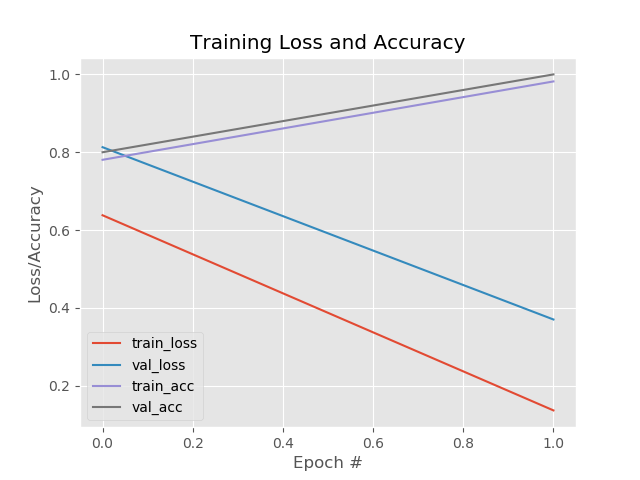 Training Loss and Accuracy
1.0
0.8
0.6
0.4
0.2
Loss/Accuracy
train_loss
val_loss
train_acc
val_acc
0.0 0.2 0.4 0.6 0.8 1.0
Epoch #